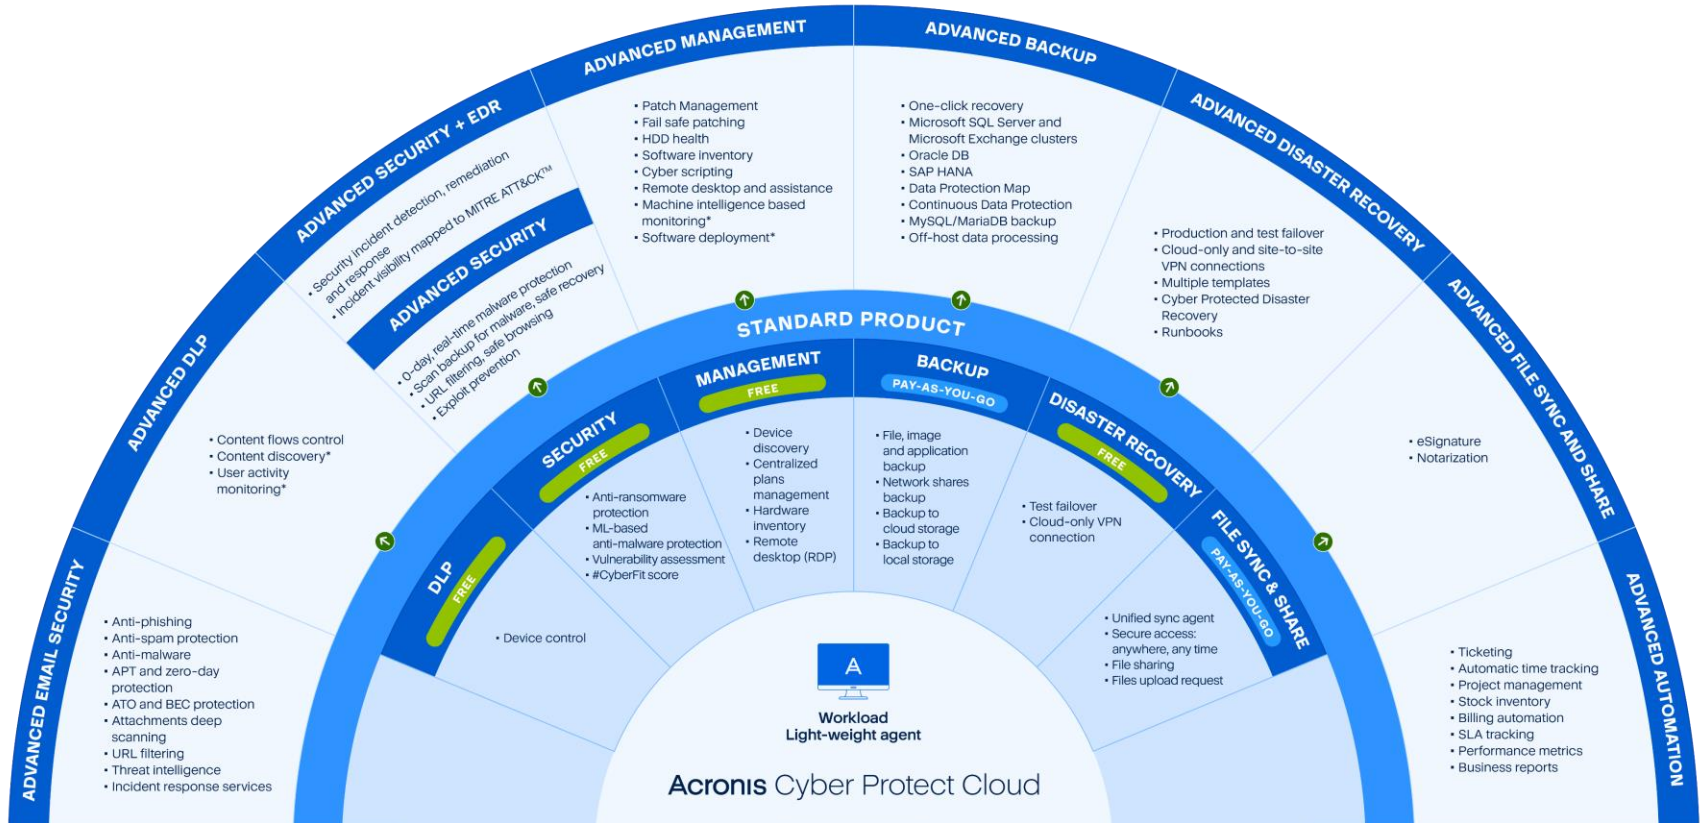 ADVANCED EMAIL SECURITY
• Anti-phishing
• Anti-spam protection
• Anti-malware
• APT and zero-day
protection
• ATO and BEC protection
• Attachments deep
scanning
• URL filtering
• Threat intelligence
• Incident response services
ADVANCED DLP
• Content flows control
• Content discovery*
• User activity
monitoring*
ADVANCED SECURITY + EDR
• Security incident detection, remediation
and response
• Incident visibility mapped to MITRE ATT&CK™
ADVANCED SECURITY
• 0-day, real-time malware protection
• Scan backup for malware, safe recovery
• URL filtering, safe browsing
• Exploit prevention
ADVANCED MANAGEMENT
• Patch Management
• Fail safe patching
• HDD health
• Software inventory
• Cyber scripting
• Remote desktop and assistance
• Machine intelligence based
monitoring*
• Software deployment*
ADVANCED BACKUP
• One-click recovery
• Microsoft SQL Server and
Microsoft Exchange clusters
• Oracle DB
• SAP HANA
• Data Protection Map
• Continuous Data Protection
• MySQL/MariaDB backup
• Off-host data processing
ADVANCED DISASTER RECOVERY
• Production and test failover
• Cloud-only and site-to-site
VPN connections
• Multiple templates
• Cyber Protected Disaster
Recovery
• Runbooks
ADVANCED FILE SYNC AND SHARE
• eSignature
• Notarization
ADVANCED AUTOMATION
• Ticketing
• Automatic time tracking
• Project management
• Stock inventory
• Billing automation
• SLA tracking
• Performance metrics
• Business reports
STANDARD PRODUCT
DLP
FREE
• Device control
SECURITY
FREE
• Anti-ransomware
protection
• ML-based
anti-malware protection
• Vulnerability assessment
• #CyberFit score
MANAGEMENT
FREE
• Device
discovery
• Centralized
plans
management
• Hardware
inventory
• Remote
desktop (RDP)
BACKUP
PAY-AS-YOU-GO
• File, image
and application
backup
• Network shares
backup
• Backup to
cloud storage
• Backup to
local storage
DISASTER RECOVERY
FREE
• Test failover
• Cloud-only VPN
connection
FILE SYNC & SHARE
PAY-AS-YOU-GO
• Unified sync agent
• Secure access:
anywhere, any time
• File sharing
• Files upload request
A
Workload
Light-weight agent
Acronis Cyber Protect Cloud